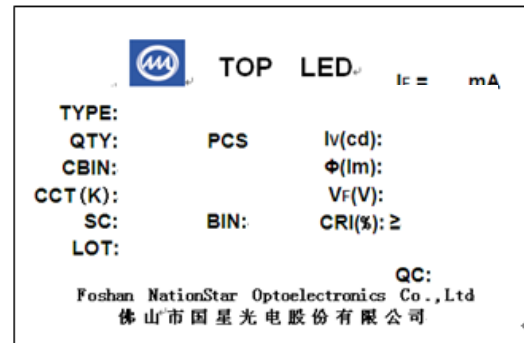 TOP LED IF = mA
TYPE:
QTY: PCS IV(cd):
CBIN: Φ(lm):
CCT(K): VF(V):
SC: BIN: CRI(%): ≥
LOT:
QC:
Foshan NationStar Optoelectronics Co.,Ltd
佛山市国星光电股份有限公司